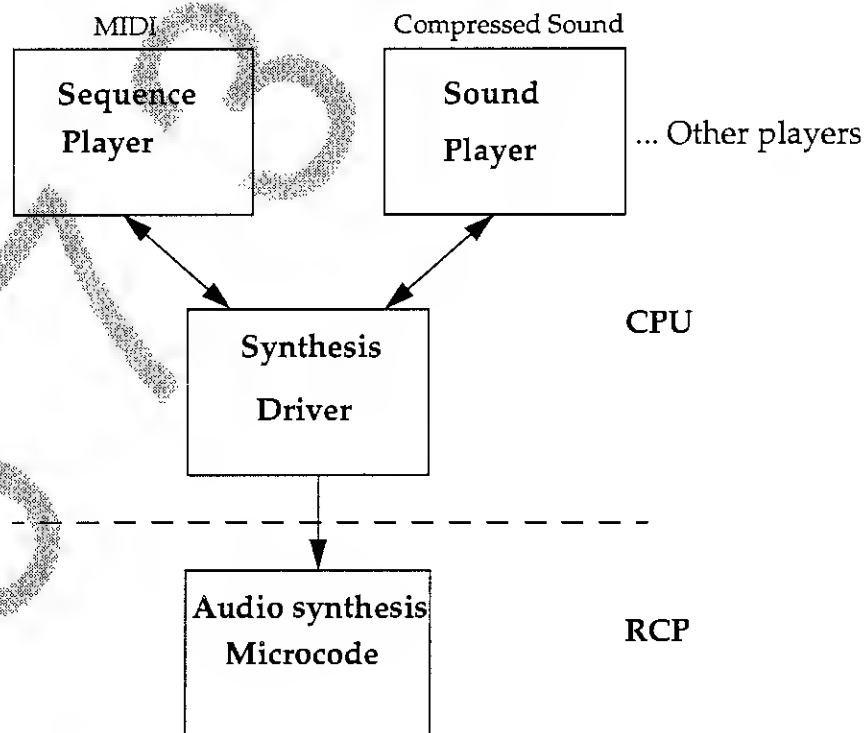 MIDI
Compressed Sound
Sequence
Player
Sound
Player
... Other players
CPU
Synthesis
Driver
Audio synthesis
Microcode
RCP